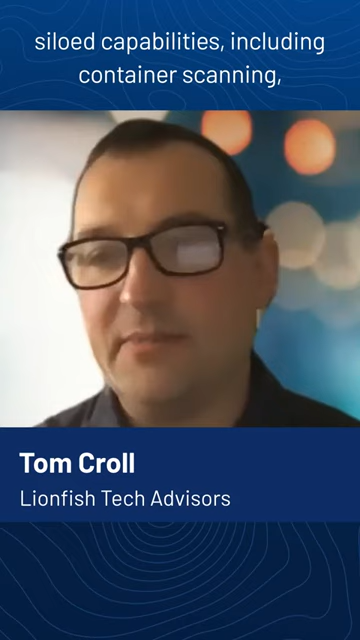 siloed capabilities, including
container scanning,
Tom Croll
Lionfish Tech Advisors